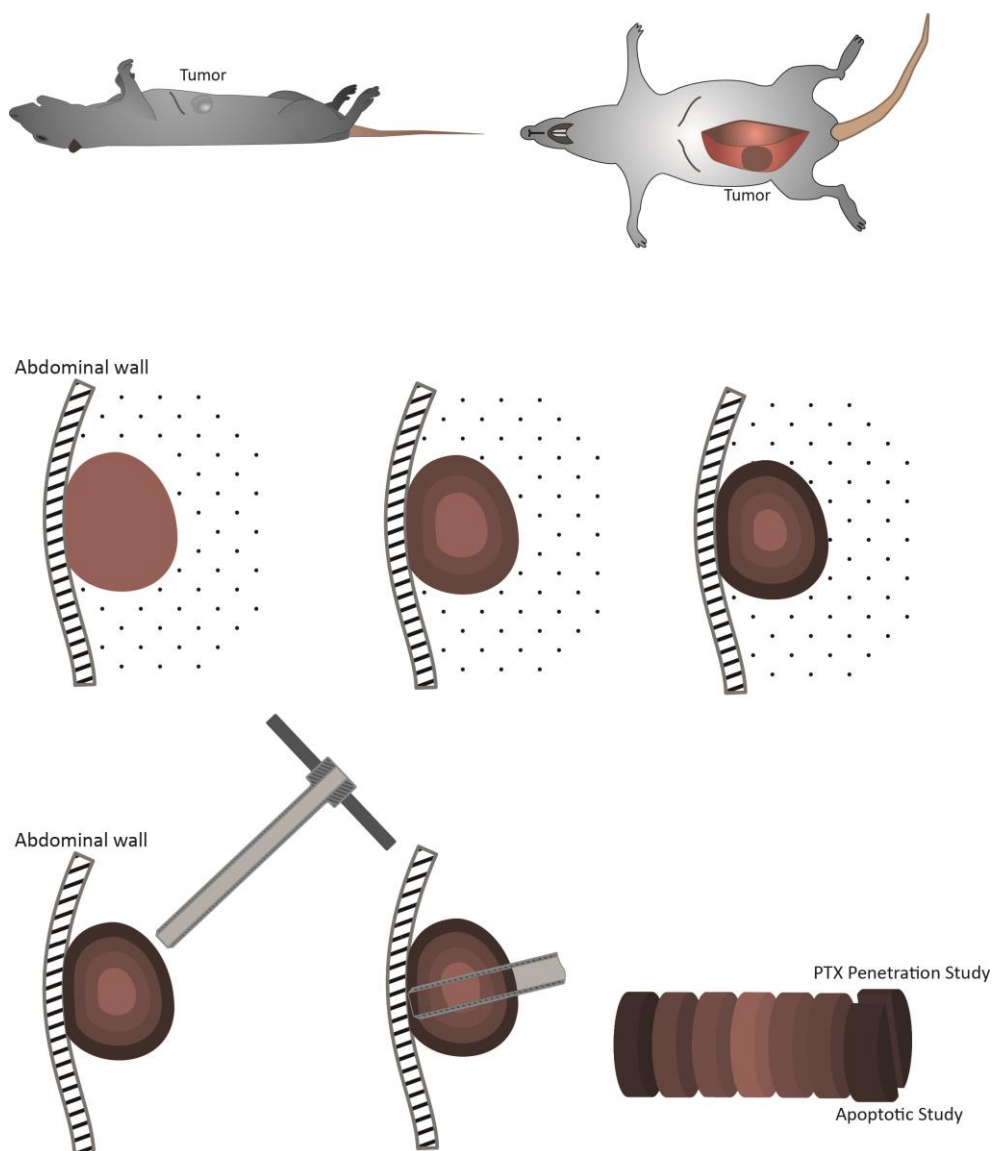 Tumor
Tumor
Abdominal wall
Abdominal wall
PTX Penetration Study
Apoptotic Study